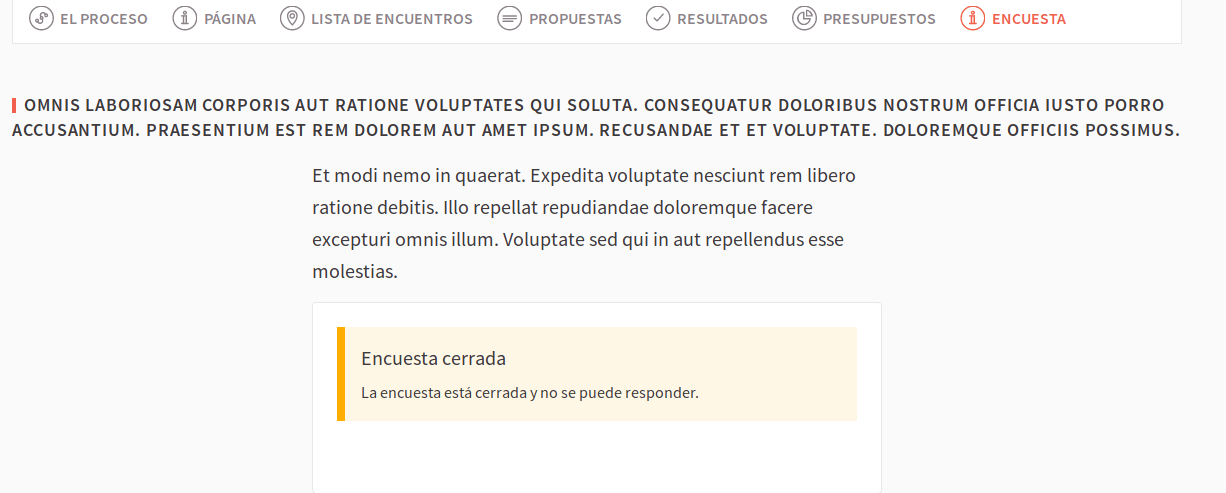 EL PROCESO PÁGINA LISTA DE ENCUENTROS PROPUESTAS RESULTADOS PRESUPUESTOS ENCUESTA
OMNIS LABORIOSAM CORPORIS AUT RATIONE VOLUPTATES QUI SOLUTA. CONSEQUATUR DOLORIBUS NOSTRUM OFFICIA IUSTO PORRO
ACCUSANTIUM. PRAESENTIUM EST REM DOLOREM AUT AMET IPSUM. RECUSANDAE ET ET VOLUPTATE. DOLOREMQUE OFFICIIS POSSIMUS.
Et modi nemo in quaerat. Expedita voluptate nesciunt rem libero
ratione debitis. Illo repellat repudiandae doloremque facere
excepturi omnis illum. Voluptate sed qui in aut repellendus esse
molestias.
Encuesta cerrada
La encuesta está cerrada y no se puede responder.